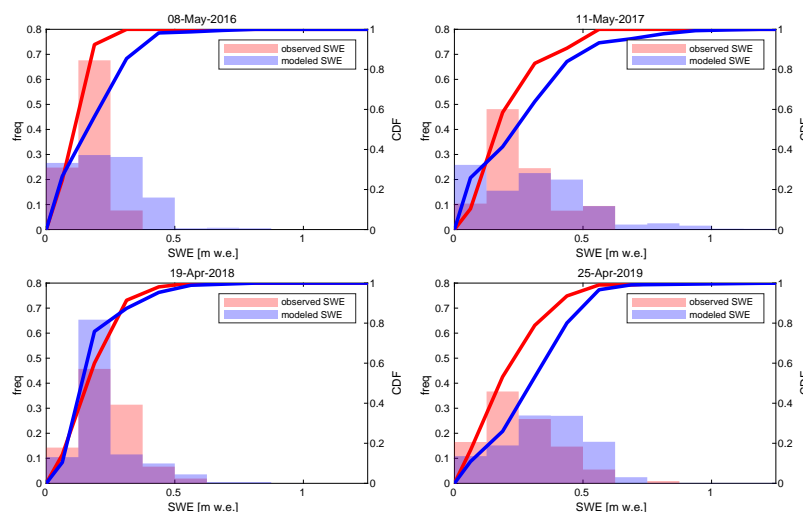 08-May-2016
0.8
0.7
0.6
0.5
0.4
0.3
0.2
0.1
0
freq
1
0.8
0.6
0.4
0.2
0
CDF
observed SWE
modeled SWE
0 0.5 1
SWE [m w.e.]
11-May-2017
0.8
0.7
0.6
0.5
0.4
0.3
0.2
0.1
0
freq
1
0.8
0.6
0.4
0.2
0
CDF
observed SWE
modeled SWE
0 0.5 1
SWE [m w.e.]
19-Apr-2018
0.8
0.7
0.6
0.5
0.4
0.3
0.2
0.1
0
freq
1
0.8
0.6
0.4
0.2
0
CDF
observed SWE
modeled SWE
0 0.5 1
SWE [m w.e.]
25-Apr-2019
0.8
0.7
0.6
0.5
0.4
0.3
0.2
0.1
0
freq
1
0.8
0.6
0.4
0.2
0
CDF
observed SWE
modeled SWE
0 0.5 1
SWE [m w.e.]